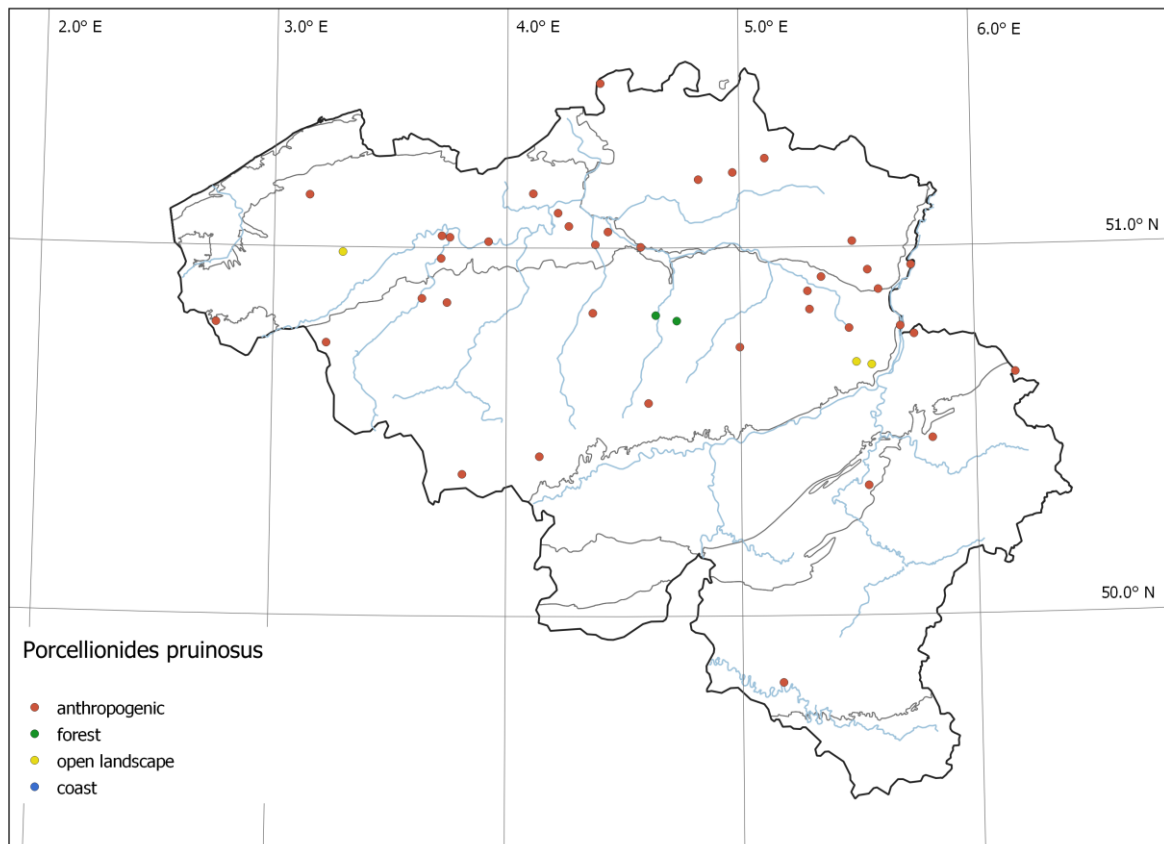 2.0° E
3.0° E
4.0° E
5.0° E
6.0° E
51.0° N
50.0° N
Porcellionides pruinosus
anthropogenic
forest
open landscape
coast